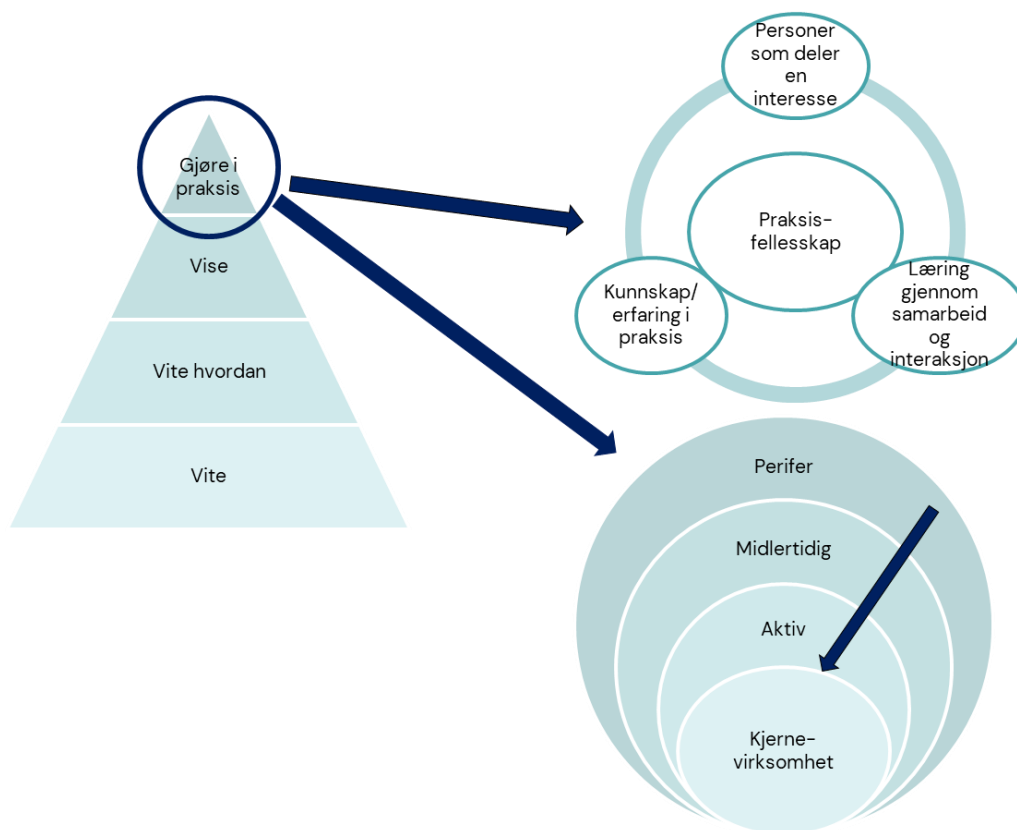 Gjøre i
praksis
Vise
Vite hvordan
Vite
Personer
som deler
en
interesse
Praksis-
fellesskap
Kunnskap/
erfaring i
praksis
Læring
gjennom
samarbeid
og
interaksjon
Perifer
Midlertidig
Aktiv
Kjerne-
virksomhet